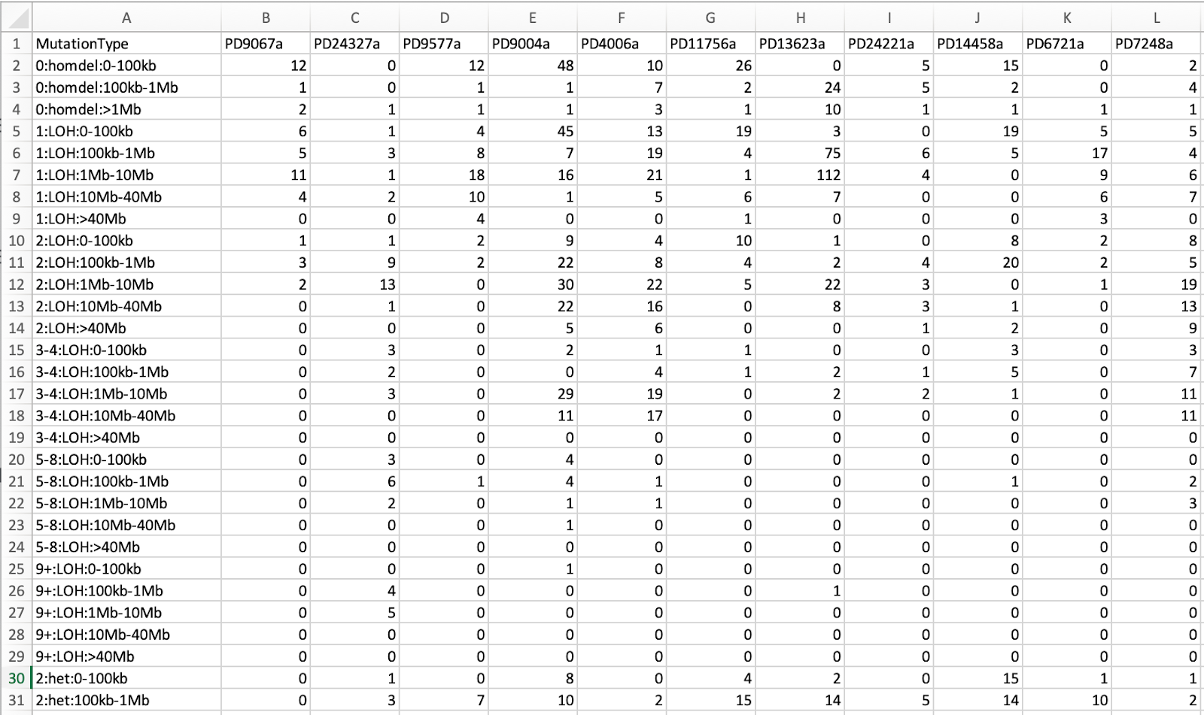 A B C D E F G H I J K L
1 MutationType PD9067a PD24327a PD9577a PD9004a PD4006a PD11756a PD13623a PD24221a PD14458a PD6721a PD7248a
2 0:homdel:0-100kb 12 0 12 48 10 26 0 5 15 0 2
3 0:homdel:100kb-1Mb 1 0 1 1 7 2 24 5 2 0 4
4 0:homdel:>1Mb 2 1 1 1 3 1 10 1 1 1 1
5 1:LOH:0-100kb 6 1 4 45 13 19 3 0 19 5 5
6 1:LOH:100kb-1Mb 5 3 8 7 19 4 75 6 5 17 4
7 1:LOH:1Mb-10Mb 11 1 18 16 21 1 112 4 0 9 6
8 1:LOH:10Mb-40Mb 4 2 10 1 5 6 7 0 0 6 7
9 1:LOH:>40Mb 0 0 4 0 0 1 0 0 0 3 0
10 2:LOH:0-100kb 1 1 2 9 4 10 1 0 8 2 8
11 2:LOH:100kb-1Mb 3 9 2 22 8 4 2 4 20 2 5
12 2:LOH:1Mb-10Mb 2 13 0 30 22 5 22 3 0 1 19
13 2:LOH:10Mb-40Mb 0 1 0 22 16 0 8 3 1 0 13
14 2:LOH:>40Mb 0 0 0 5 6 0 0 1 2 0 9
15 3-4:LOH:0-100kb 0 3 0 2 1 1 0 0 3 0 3
16 3-4:LOH:100kb-1Mb 0 2 0 0 4 1 2 1 5 0 7
17 3-4:LOH:1Mb-10Mb 0 3 0 29 19 0 2 2 1 0 11
18 3-4:LOH:10Mb-40Mb 0 0 0 11 17 0 0 0 0 0 11
19 3-4:LOH:>40Mb 0 0 0 0 0 0 0 0 0 0 0
20 5-8:LOH:0-100kb 0 3 0 4 0 0 0 0 0 0 0
21 5-8:LOH:100kb-1Mb 0 6 1 4 1 0 0 0 1 0 2
22 5-8:LOH:1Mb-10Mb 0 2 0 1 1 0 0 0 0 0 3
23 5-8:LOH:10Mb-40Mb 0 0 0 1 0 0 0 0 0 0 0
24 5-8:LOH:>40Mb 0 0 0 0 0 0 0 0 0 0 0
25 9+:LOH:0-100kb 0 0 0 1 0 0 0 0 0 0 0
26 9+:LOH:100kb-1Mb 0 4 0 0 0 0 1 0 0 0 0
27 9+:LOH:1Mb-10Mb 0 5 0 0 0 0 0 0 0 0 0
28 9+:LOH:10Mb-40Mb 0 0 0 0 0 0 0 0 0 0 0
29 9+:LOH:>40Mb 0 0 0 0 0 0 0 0 0 0 0
30 2:het:0-100kb 0 1 0 8 0 4 2 0 15 1 1
31 2:het:100kb-1Mb 0 3 7 10 2 15 14 5 14 10 2